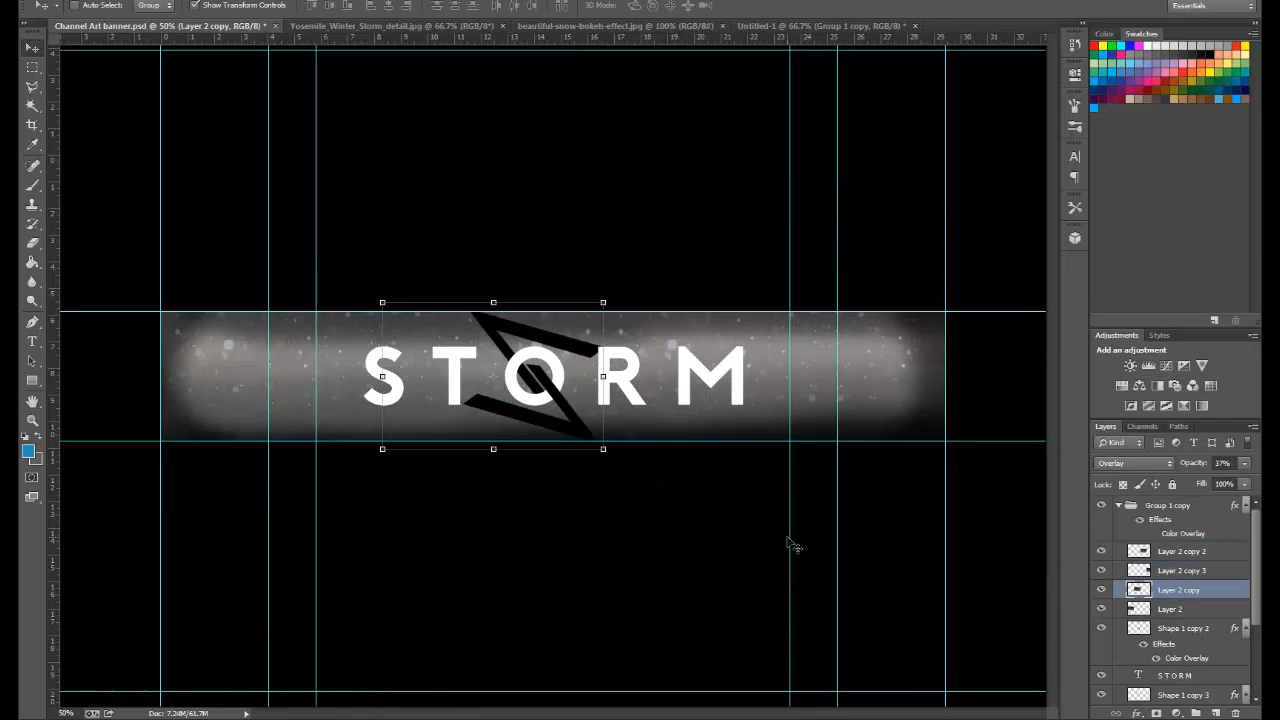 Auto-Select: Group Show Transform Controls 3D Mode: Essentials
Channel Art banner.psd @ 50% (Layer 2 copy, RGB/8) * × Yosemite_Winter_Storm_detail.jpg @ 66.7% (RGB/8*) × beautiful-snow-bokeh-effect.jpg @ 100% (RGB/8#) × Untitled-1 @ 66.7% (Group 1 copy, RGB/8) * ×
Color Swatches
STORM
Adjustments Styles
Add an adjustment
Layers Channels Paths
Kind
Overlay Opacity: 37%
Lock: Fill: 100%
Group 1 copy fx
Effects
Color Overlay
Layer 2 copy 2
Layer 2 copy 3
Layer 2 copy
Layer 2
Shape 1 copy 2 fx
Effects
Color Overlay
T S T O R M
Shape 1 copy 3
50% Doc: 7.24M/61.7M